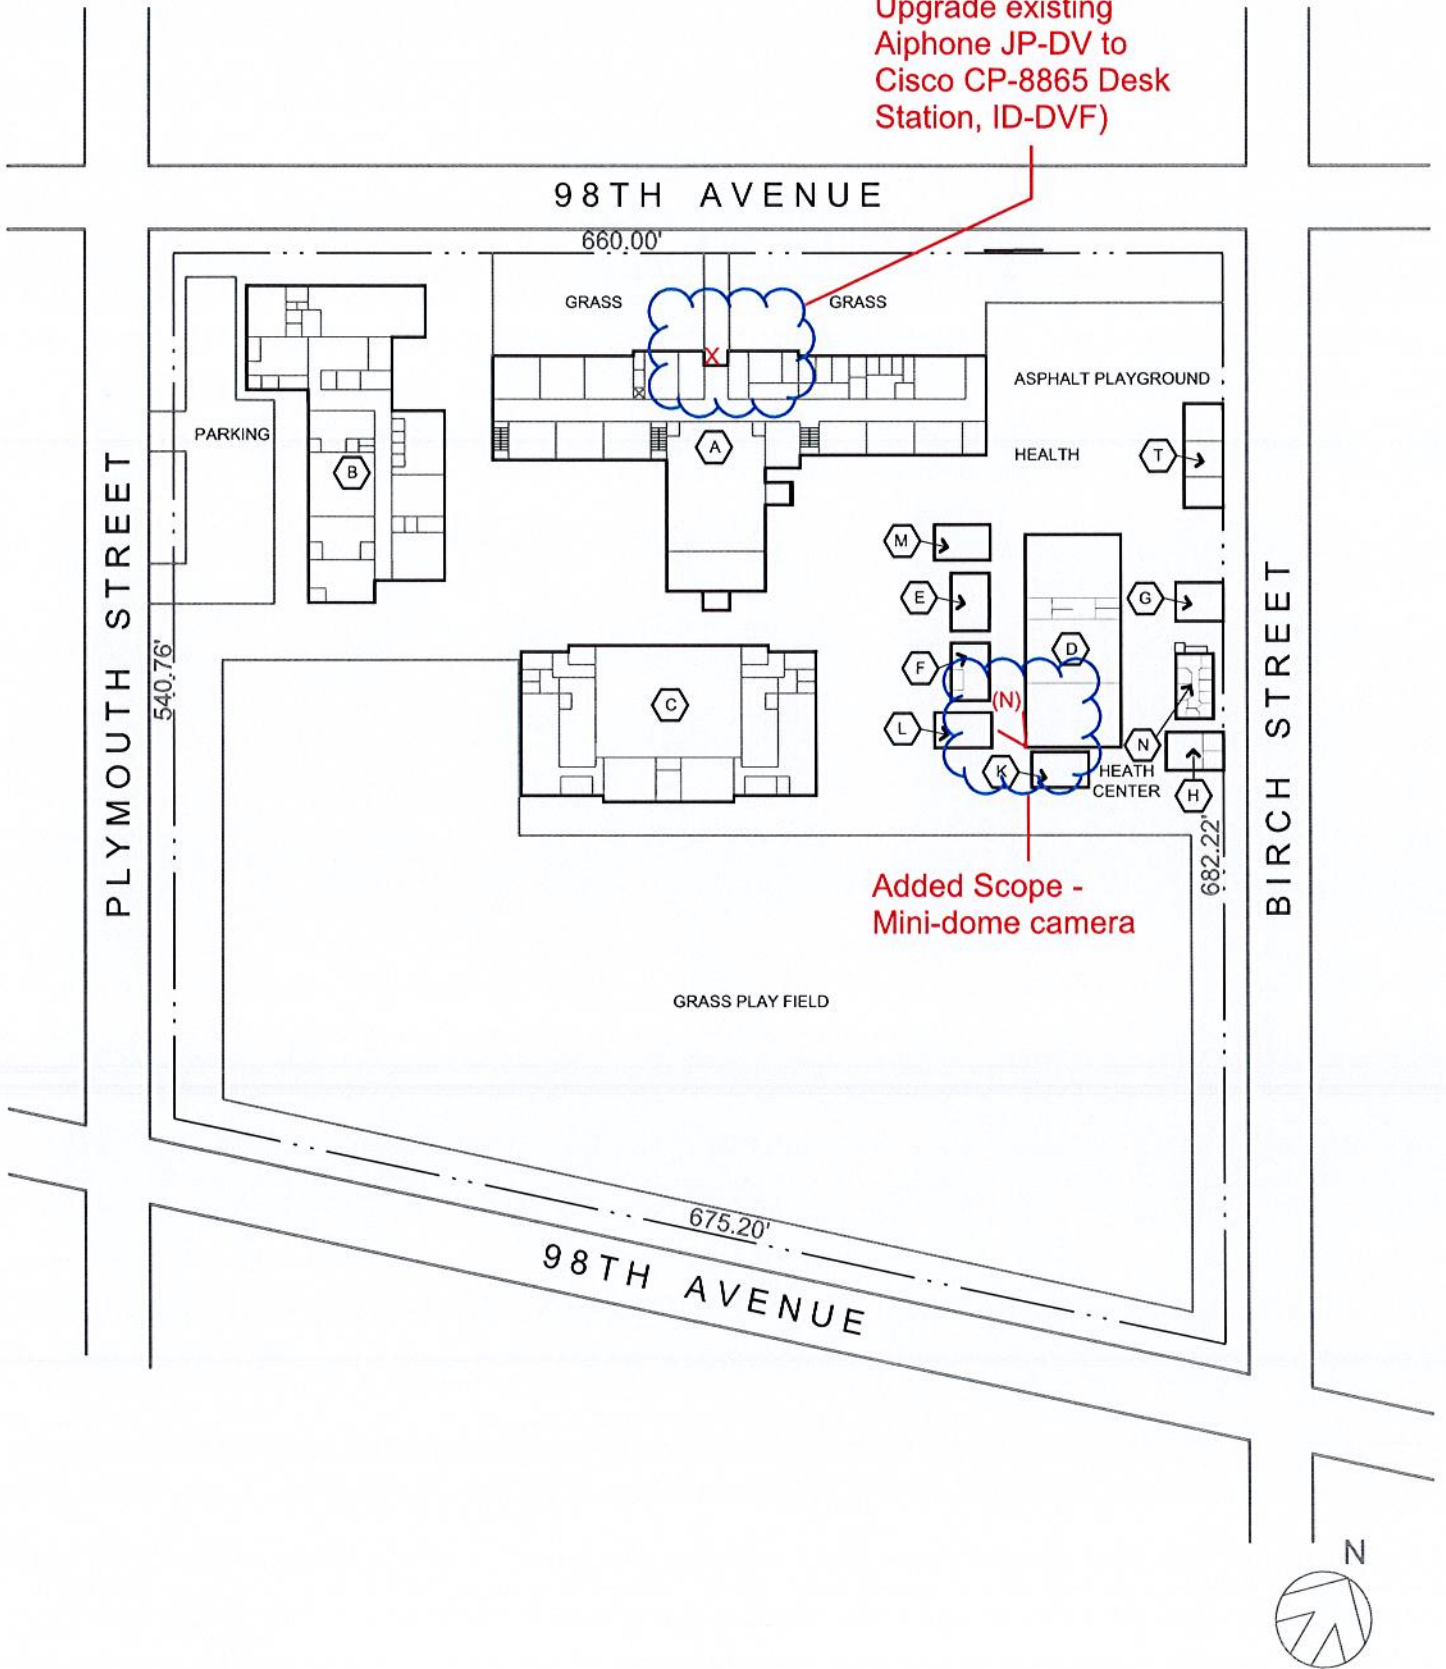 Upgrade existing
Aiphone JP-DV to
Cisco CP-8865 Desk
Station, ID-DVF)
98TH AVENUE
660.00'
GRASS
GRASS
X
ASPHALT PLAYGROUND
PARKING
HEALTH
A
B
T
M
E
G
D
F
C
(N)
L
N
K
HEATH
CENTER
H
PLYMOUTH STREET
540.76'
BIRCH STREET
682.22'
Added Scope -
Mini-dome camera
GRASS PLAY FIELD
675.20'
98TH AVENUE
N